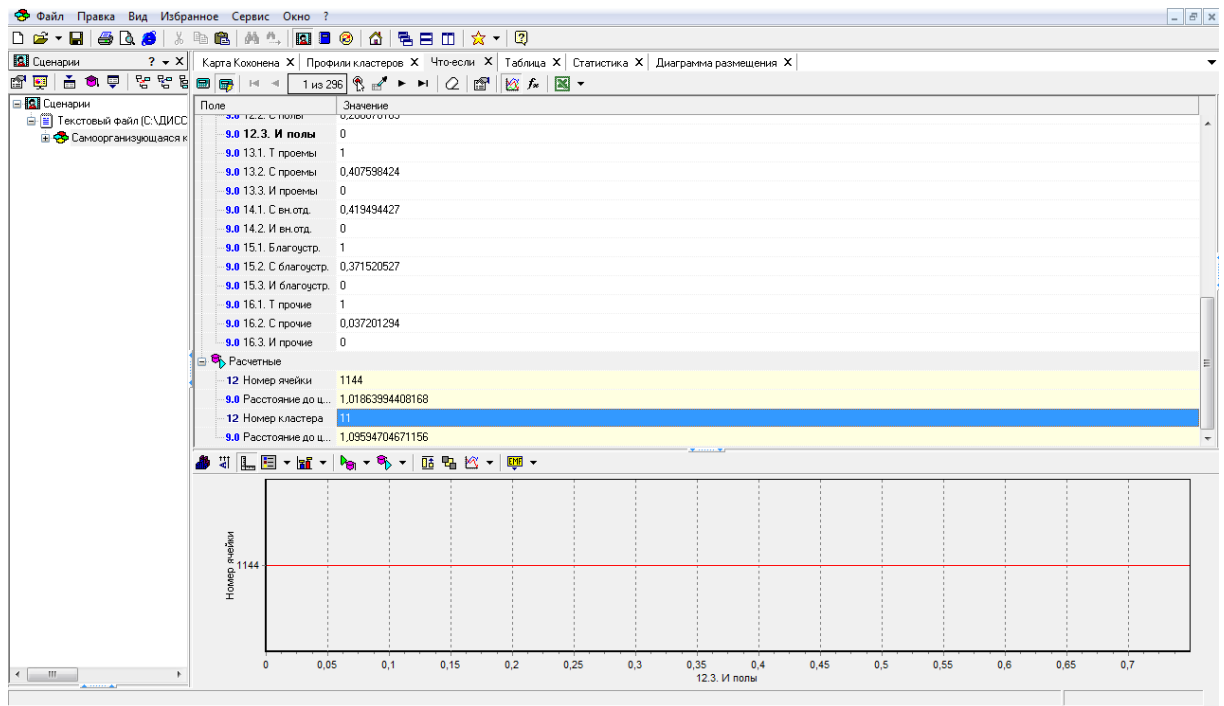 Файл Правка Вид Избранное Сервис Окно ?
Сценарии ? X
Карта Кохонена X Профили кластеров X Что-если X Таблица X Статистика X Диаграмма размещения X
1 из 296
Сценарии
Текстовый файл (C:\ДИСС
Самоорганизующаяся к
Поле Значение
9.0 12.2. С полы
9.0 12.3. И полы 0
9.0 13.1. Т проемы 1
9.0 13.2. С проемы 0,407598424
9.0 13.3. И проемы 0
9.0 14.1. С вн.отд. 0,419494427
9.0 14.2. И вн.отд. 0
9.0 15.1. Благоустр. 1
9.0 15.2. С благоустр. 0,371520527
9.0 15.3. И благоустр. 0
9.0 16.1. Т прочие 1
9.0 16.2. С прочие 0,037201294
9.0 16.3. И прочие 0
Расчетные
12 Номер ячейки 1144
9.0 Расстояние до ц... 1,01863994408168
12 Номер кластера 11
9.0 Расстояние до ц... 1,09594704671156
EMF
Номер ячейки
1144
0 0,05 0,1 0,15 0,2 0,25 0,3 0,35 0,4 0,45 0,5 0,55 0,6 0,65 0,7
12.3. И полы